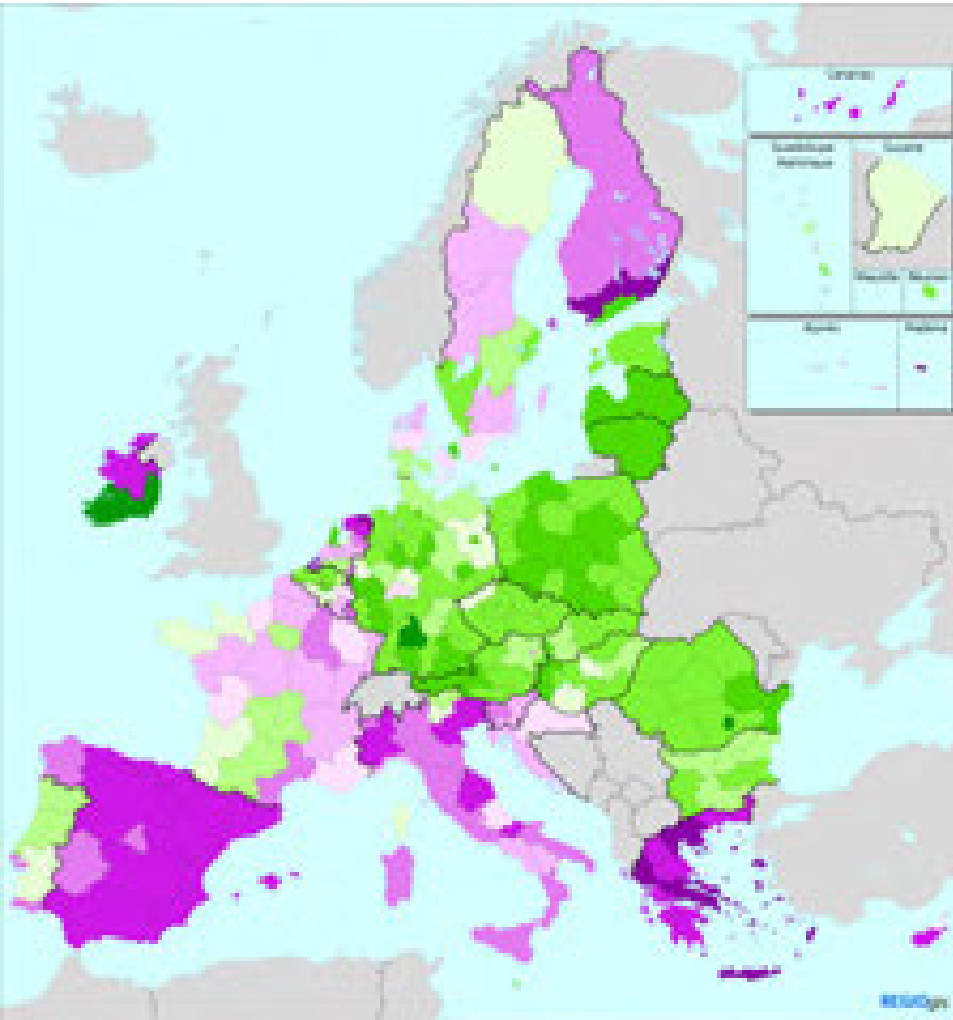 Canarias
Guadeloupe
Martinique
Guyane
Mayotte
Réunion
Açores
Madeira
REGIOgis